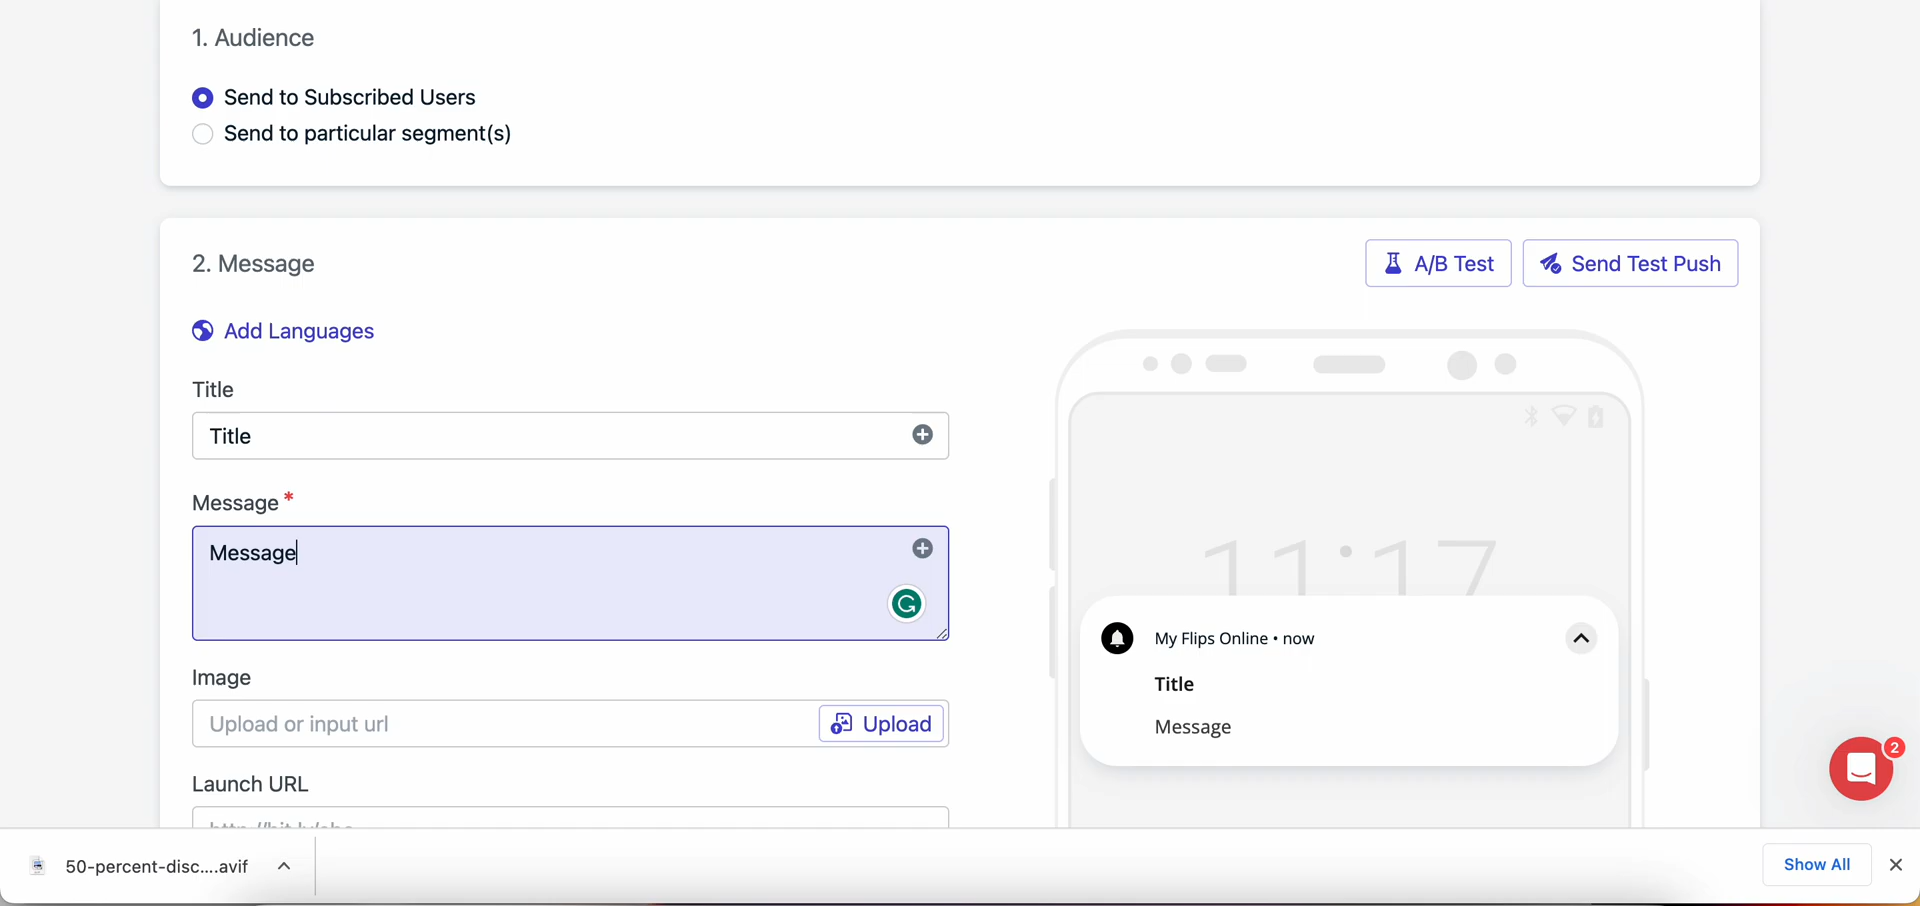 1. Audience
Send to Subscribed Users
Send to particular segment(s)
2. Message
A/B Test
Send Test Push
Add Languages
Title
Title
Message *
Message
Image
Upload or input url
Upload
Launch URL
11:17
My Flips Online • now
Title
Message
2
50-percent-disc....avif
Show All